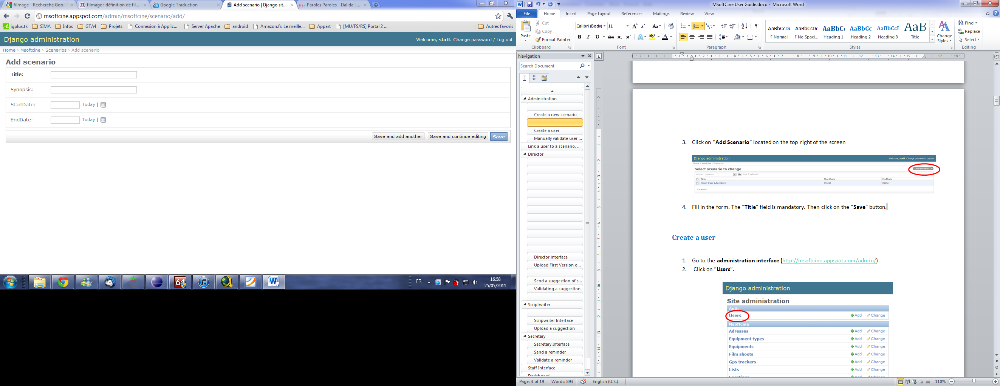 filmage - Recherche Goo...
filmage : définition de fil...
Google Traduction
Add scenario | Django sit...
Paroles Paroles - Dalida | ...
msoftcine.appspot.com/admin/msoftcine/scenario/add/
igplus.tk
SIMA
Infos
GTA4
Projets
Connexion à Applic...
Server Apache
android
Amazon.fr: Le meille...
Appart
[MU/FS/RS] Portal 2 ...
Autres favoris
Django administration
Welcome, staff. Change password / Log out
Home › Msoftcine › Scenarios › Add scenario
Add scenario
Title:
Synopsis:
StartDate:
Today |
EndDate:
Today |
Save and add another
Save and continue editing
Save
64
FR
16:58
25/05/2011
MSoftCine User Guide.docx - Microsoft Word
File
Home
Insert
Page Layout
References
Mailings
Review
View
Paste
Cut
Copy
Format Painter
Clipboard
Calibri (Body)
11
Font
Paragraph
AaBbCcDc
¶ Normal
AaBbCcDc
¶ No Spaci...
AaBbC
Heading 1
AaBbCc
Heading 2
AaBbCcI
Heading 3
AaB
Title
Change
Styles
Styles
Find
Replace
Select
Editing
Navigation
Search Document
Administration
Create a new scenario
Create a user
Manually validate user ...
Link a user to a scenario, ...
Director
Director interface
Upload First Version o...
Send a suggestion of s...
Validating a suggestion
Scriptwriter
Scripwriter Interface
Upload a suggestion
Secretary
Secretary Interface
Send a reminder
Validate a reminder
Staff Interface
Dashboard
3. Click on “Add Scenario” located on the top right of the screen
Django administration
Welcome, staff. Change password / Log out
Home › Msoftcine › Scenarios
Select scenario to change
Add scenario +
Action: ---------
Go
0 of 1 selected
Title
StartDate
EndDate
MSoft Cine Adventure
(None)
(None)
1 scenario
4. Fill in the form. The “Title” field is mandatory. Then click on the “Save” button.
Create a user
1. Go to the administration interface (http://msoftcine.appspot.com/admin/)
2. Click on “Users”.
Django administration
Site administration
Auth
Users
Add
Change
Msoftcine
Adresses
Add
Change
Equipment types
Add
Change
Equipments
Add
Change
Film shoots
Add
Change
Gps trackers
Add
Change
Lists
Add
Change
Locations
Add
Change
Page: 3 of 19
Words: 893
English (U.S.)
110%